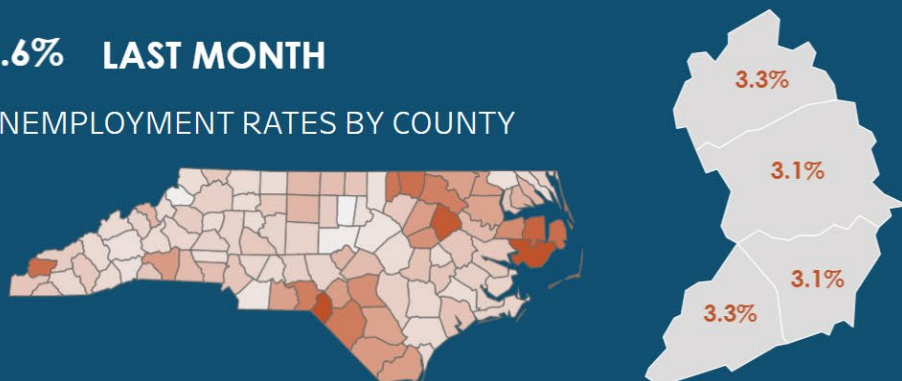 .6% LAST MONTH
NEMPLOYMENT RATES BY COUNTY
3.3%
3.1%
3.1%
3.3%